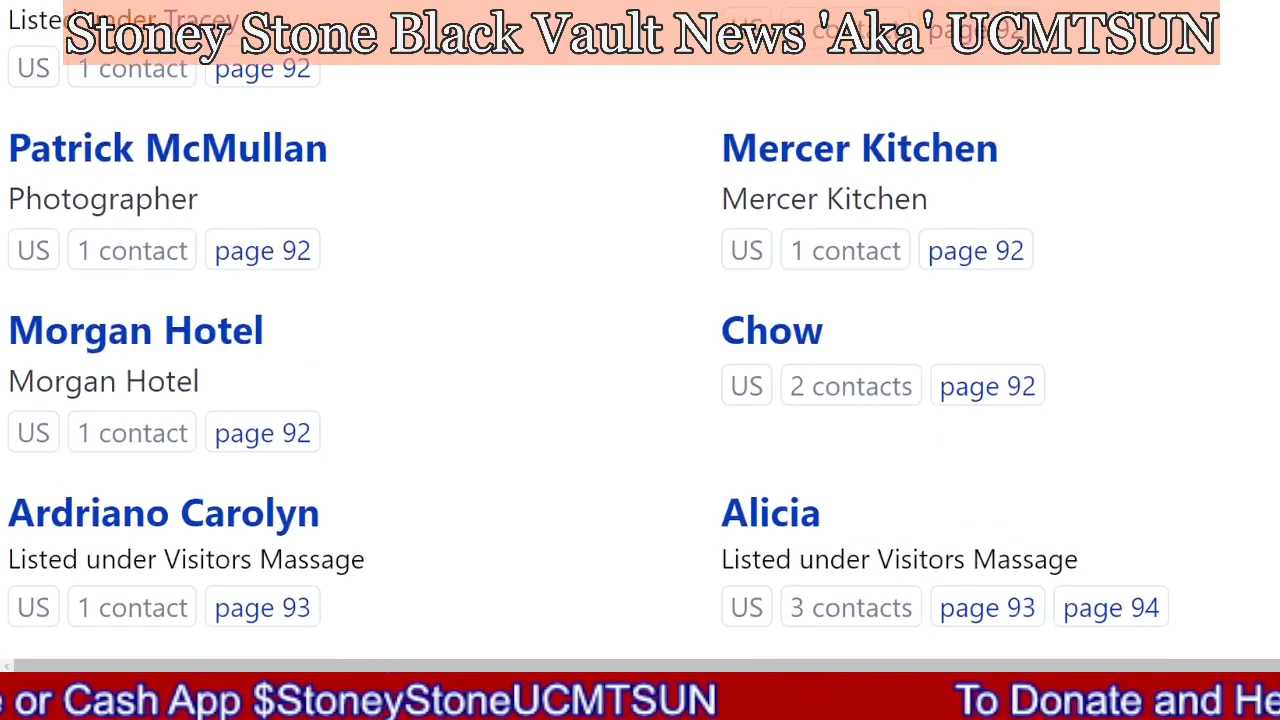 Listed under Tracey
Stoney Stone Black Vault News 'Aka ' UCMTSUN
US 1 contact page 92
Patrick McMullan
Photographer
US 1 contact page 92
Mercer Kitchen
Mercer Kitchen
US 1 contact page 92
Morgan Hotel
Morgan Hotel
US 1 contact page 92
Chow
US 2 contacts page 92
Ardriano Carolyn
Listed under Visitors Massage
US 1 contact page 93
Alicia
Listed under Visitors Massage
US 3 contacts page 93 page 94
e or Cash App $StoneyStoneUCMTSUN To Donate and He